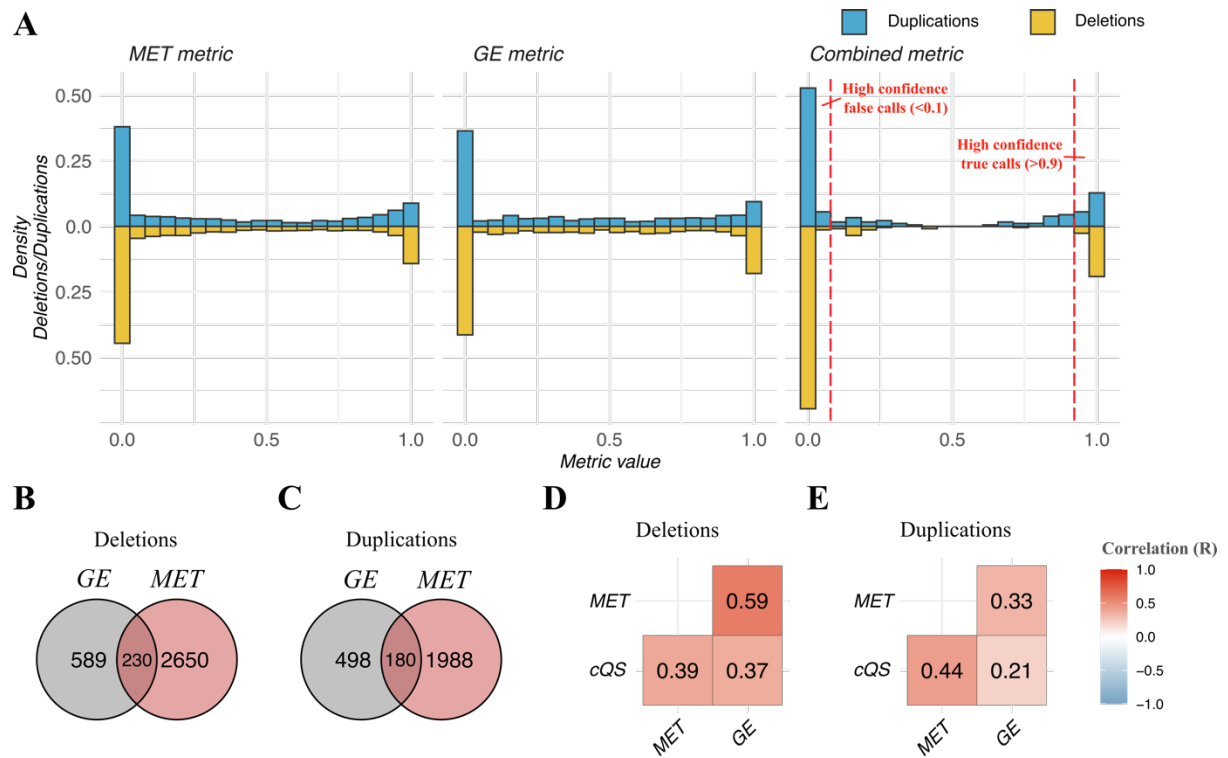 A
Duplications
Deletions
MET metric
GE metric
Combined metric
High confidence
false calls (<0.1)
High confidence
true calls (>0.9)
0.50
0.25
0.0
0.25
0.50
Density
Deletions/Duplications
0.0
0.5
1.0
0.0
0.5
1.0
0.0
0.5
1.0
Metric value
B
Deletions
GE
MET
589
230
2650
C
Duplications
GE
MET
498
180
1988
D
Deletions
MET
0.59
cQS
0.39
0.37
MET
GE
E
Duplications
MET
0.33
cQS
0.44
0.21
MET
GE
Correlation (R)
1.0
0.5
0.0
−0.5
−1.0